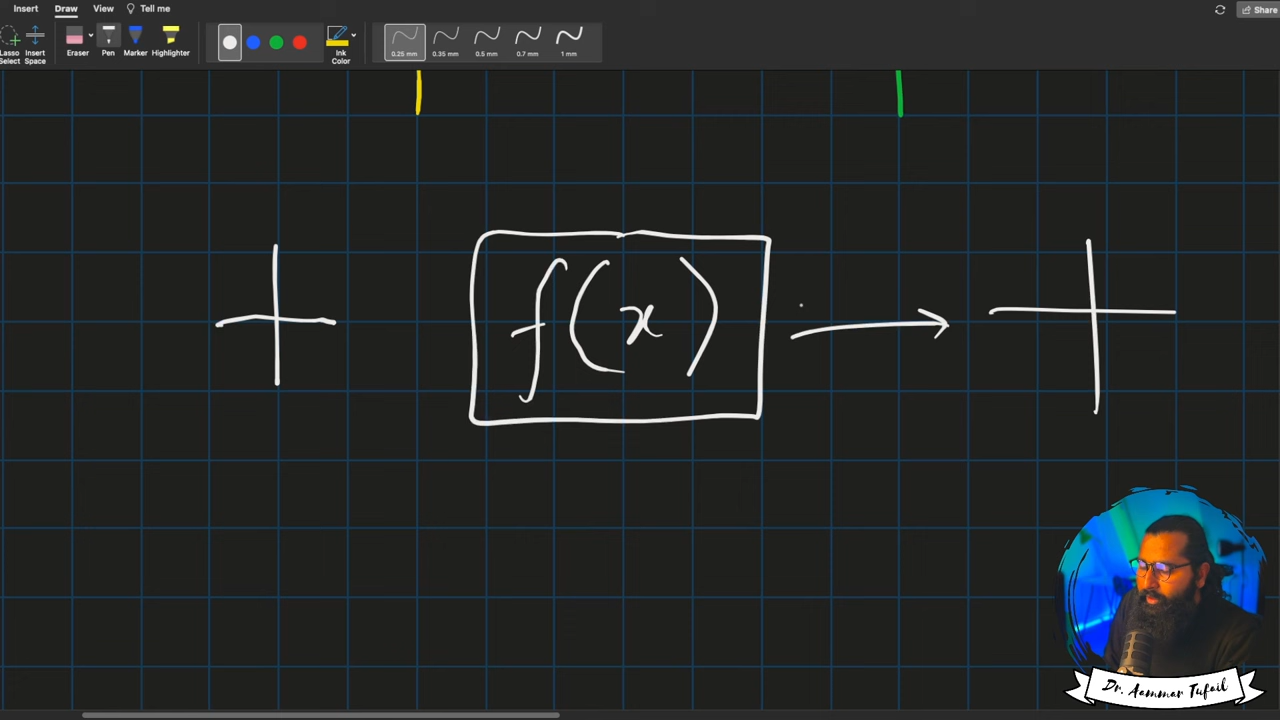 Insert Draw View Tell me Share
Lasso Select Insert Space Eraser Pen Marker Highlighter Ink Color 0.25 mm 0.35 mm 0.5 mm 0.7 mm 1 mm
f(x)
Dr. Aammar Tufail